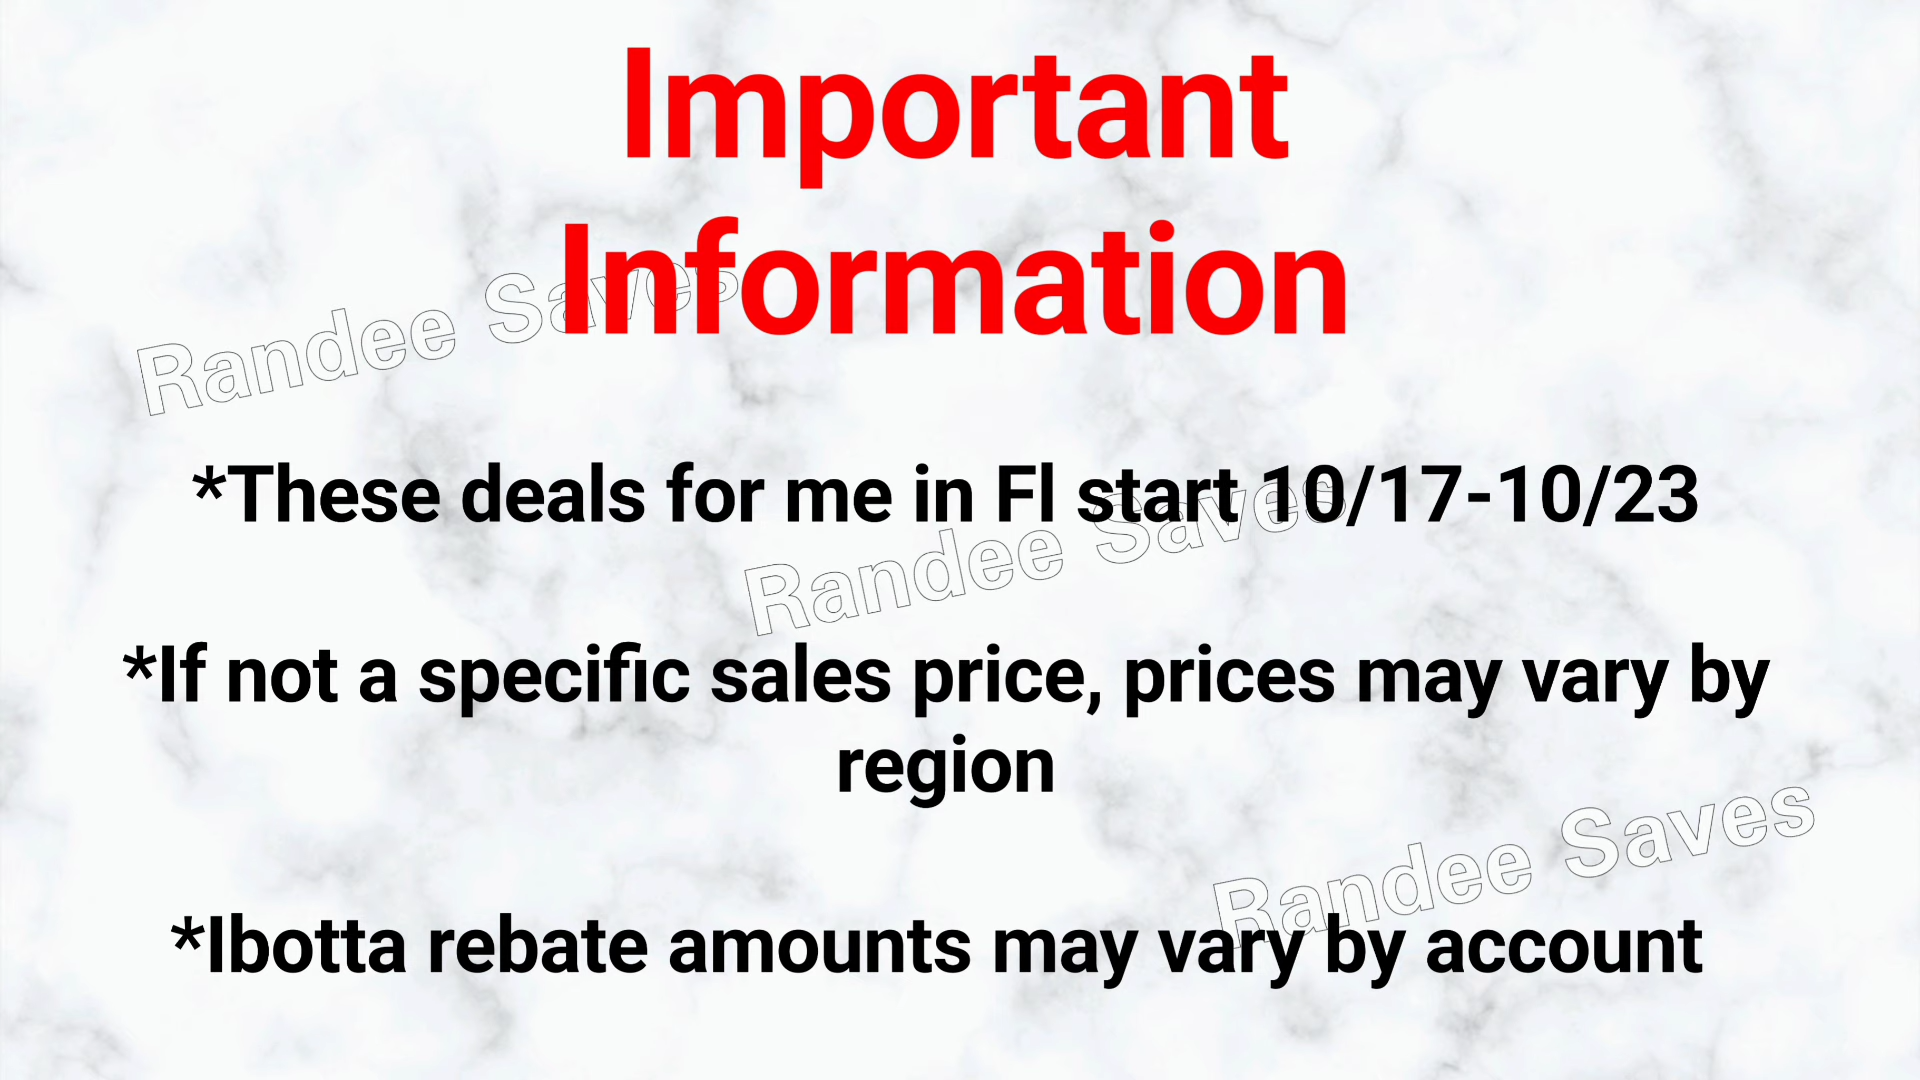 Important
Information
Randee Saves
*These deals for me in Fl start 10/17-10/23
Randee Saves
*If not a specific sales price, prices may vary by
region
Randee Saves
*Ibotta rebate amounts may vary by account